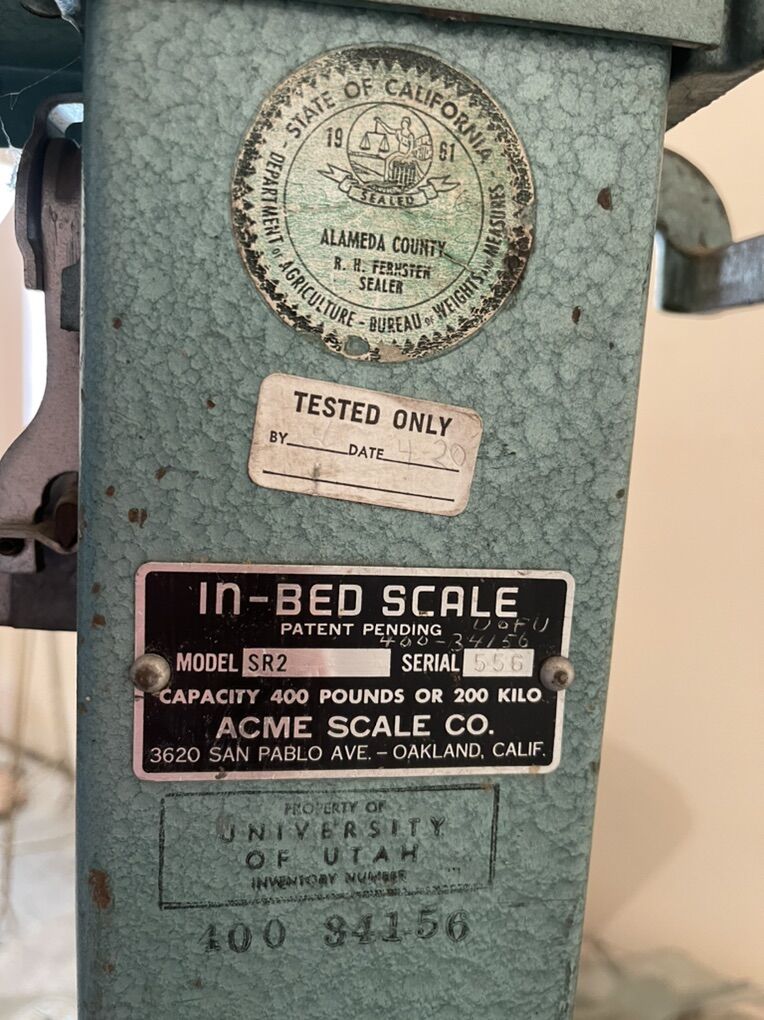 STATE OF CALIFORNIA
DEPARTMENT OF AGRICULTURE - BUREAU OF WEIGHTS AND MEASURES
19 61
SEALED
ALAMEDA COUNTY
R. H. FERNSTEN
SEALER
TESTED ONLY
BY DATE 4-20
IN-BED SCALE
PATENT PENDING UOFU
400-34156
MODEL SR2 SERIAL 556
CAPACITY 400 POUNDS OR 200 KILO
ACME SCALE CO.
3620 SAN PABLO AVE. - OAKLAND, CALIF.
PROPERTY OF
UNIVERSITY
OF UTAH
INVENTORY NUMBER
400 34156